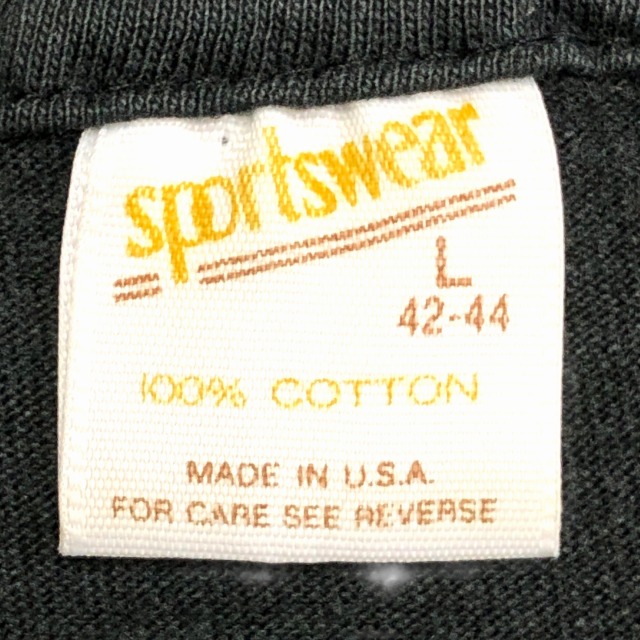 sportswear
L
42-44
100% COTTON
MADE IN U.S.A.
FOR CARE SEE REVERSE